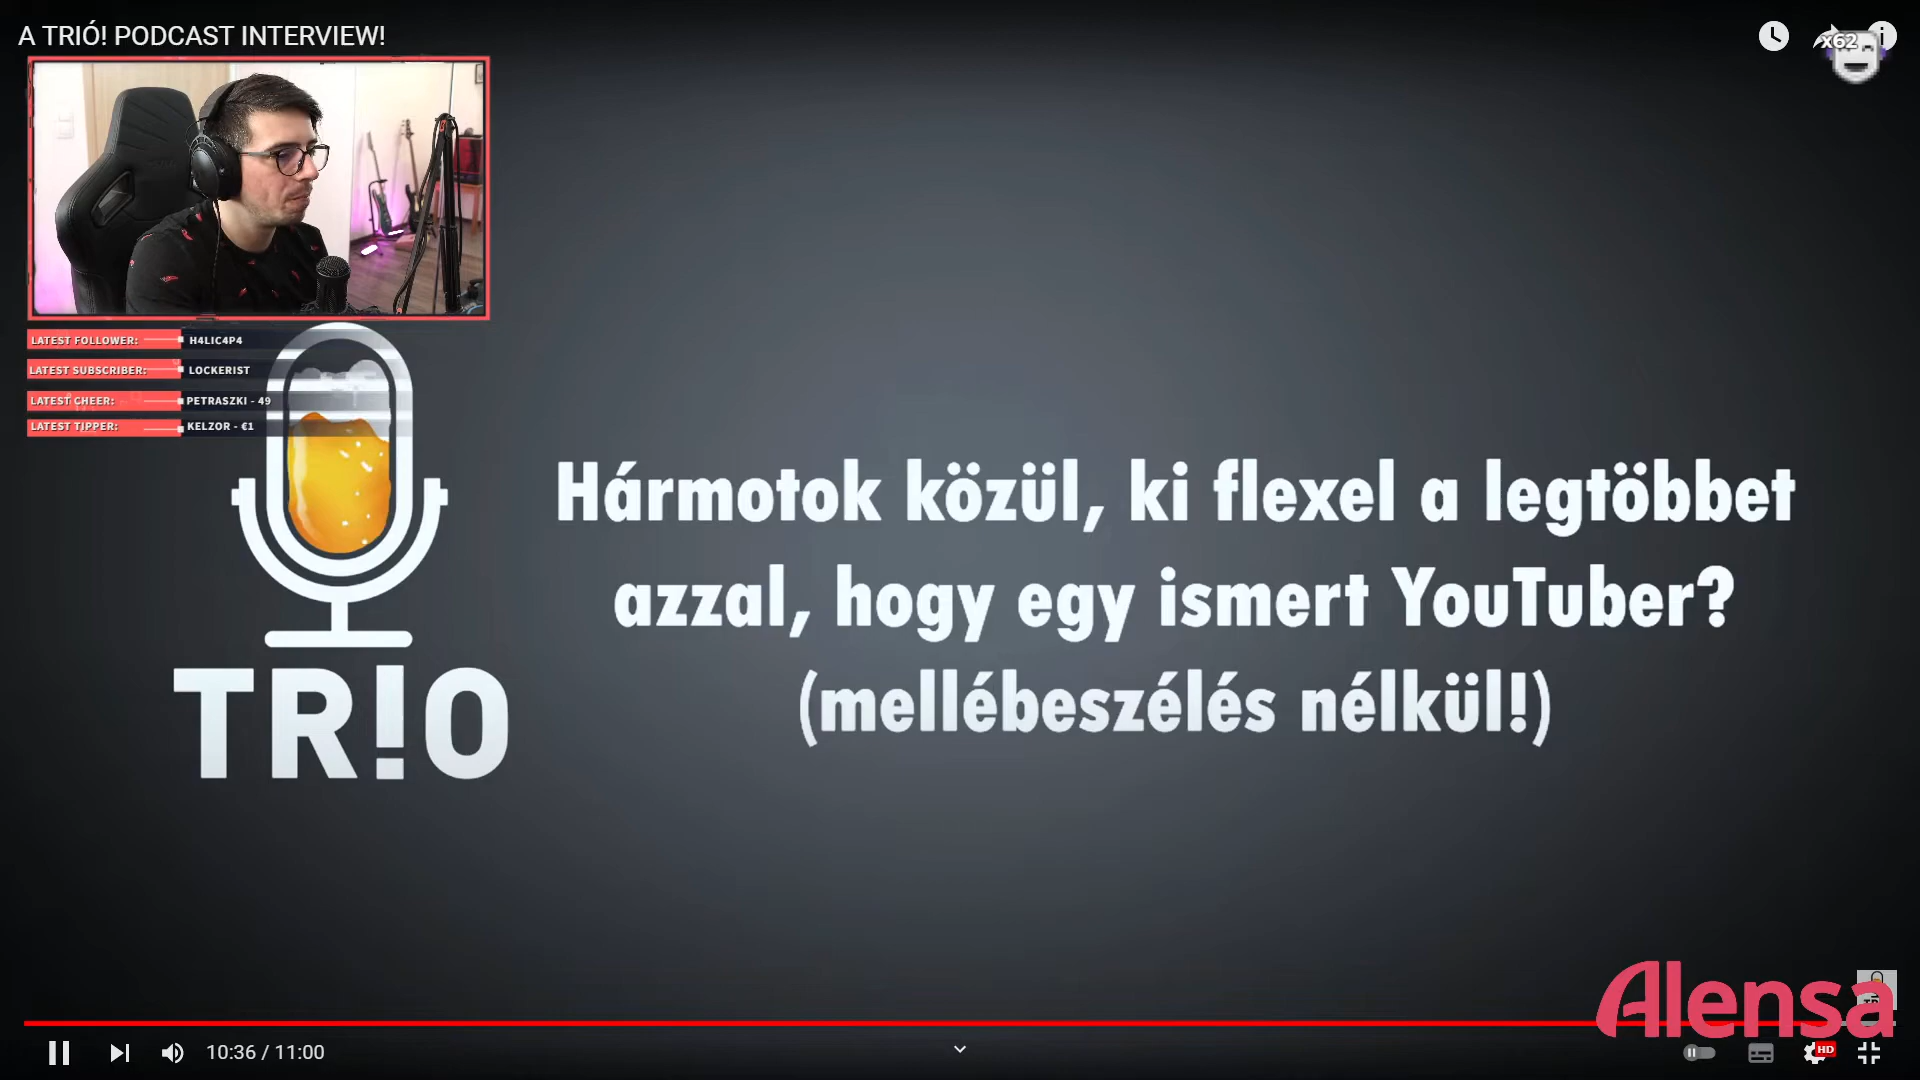 A TRIÓ! PODCAST INTERVIEW!
x62
LATEST FOLLOWER: H4LIC4P4
LATEST SUBSCRIBER: LOCKERIST
LATEST CHEER: PETRASZKI - 49
LATEST TIPPER: KELZOR - €1
Hármotok közül, ki flexel a legtöbbet
azzal, hogy egy ismert YouTuber?
(mellébeszélés nélkül!)
TR!O
Alensa
10:36 / 11:00
HD